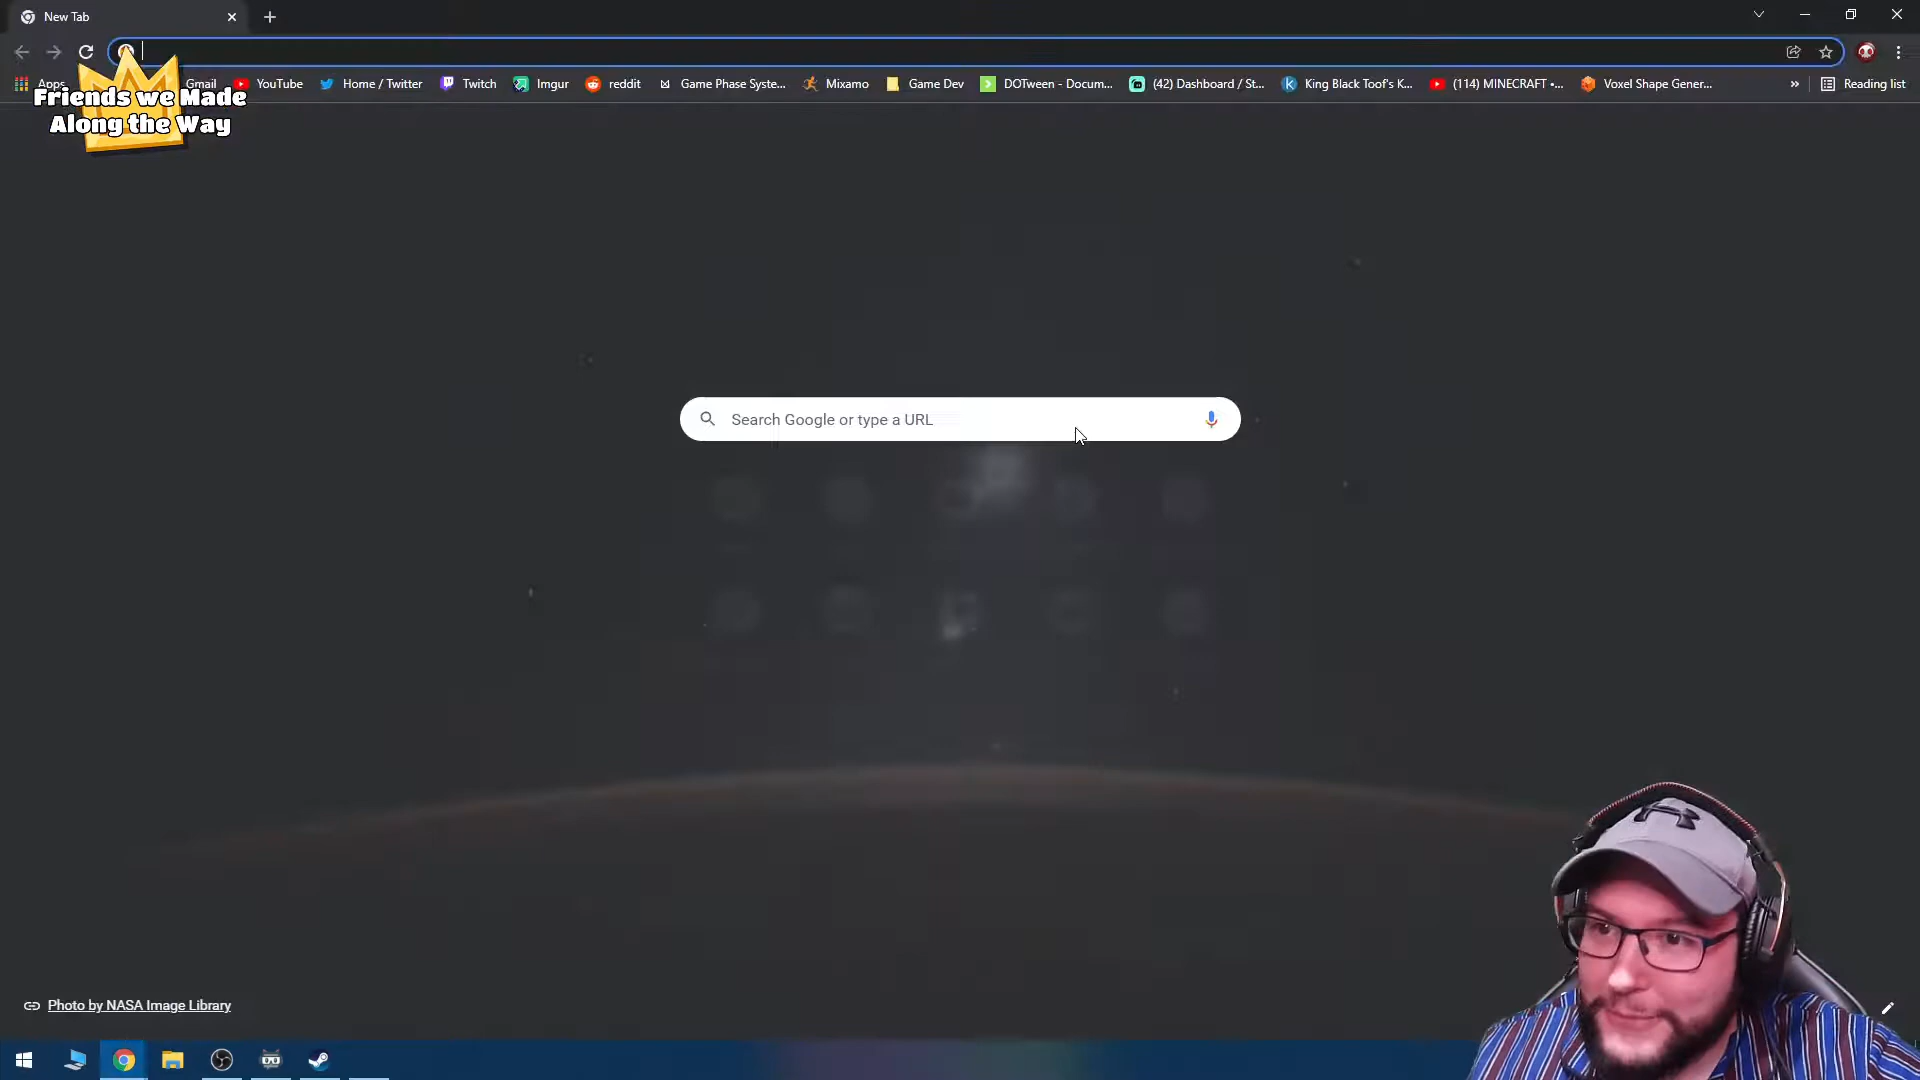 New Tab
Apps
Gmail
YouTube
Home / Twitter
Twitch
Imgur
reddit
Game Phase Syste...
Mixamo
Game Dev
DOTween - Docum...
(42) Dashboard / St...
King Black Toof's K...
(114) MINECRAFT •...
Voxel Shape Gener...
»
Reading list
Friends we Made
Along the Way
Search Google or type a URL
Photo by NASA Image Library